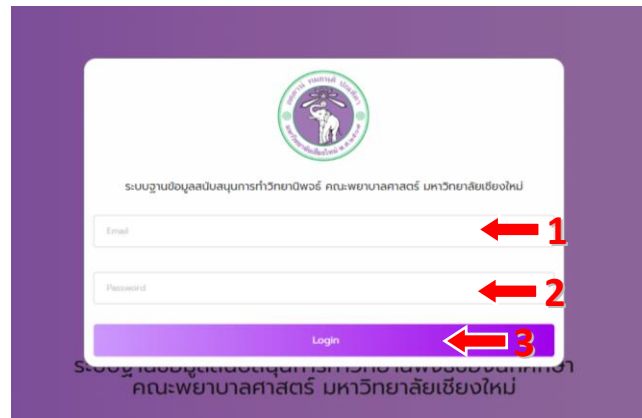 ระบบฐานข้อมูลสนับสนุนการทำวิทยานิพจธ์ คณะพยาบาลศาสตร์ มหาวิทยาลัยเชียงใหม่
Email
1
Password
2
Login
3
คณะพยาบาลศาสตร์ มหาวิทยาลัยเชียงใหม่